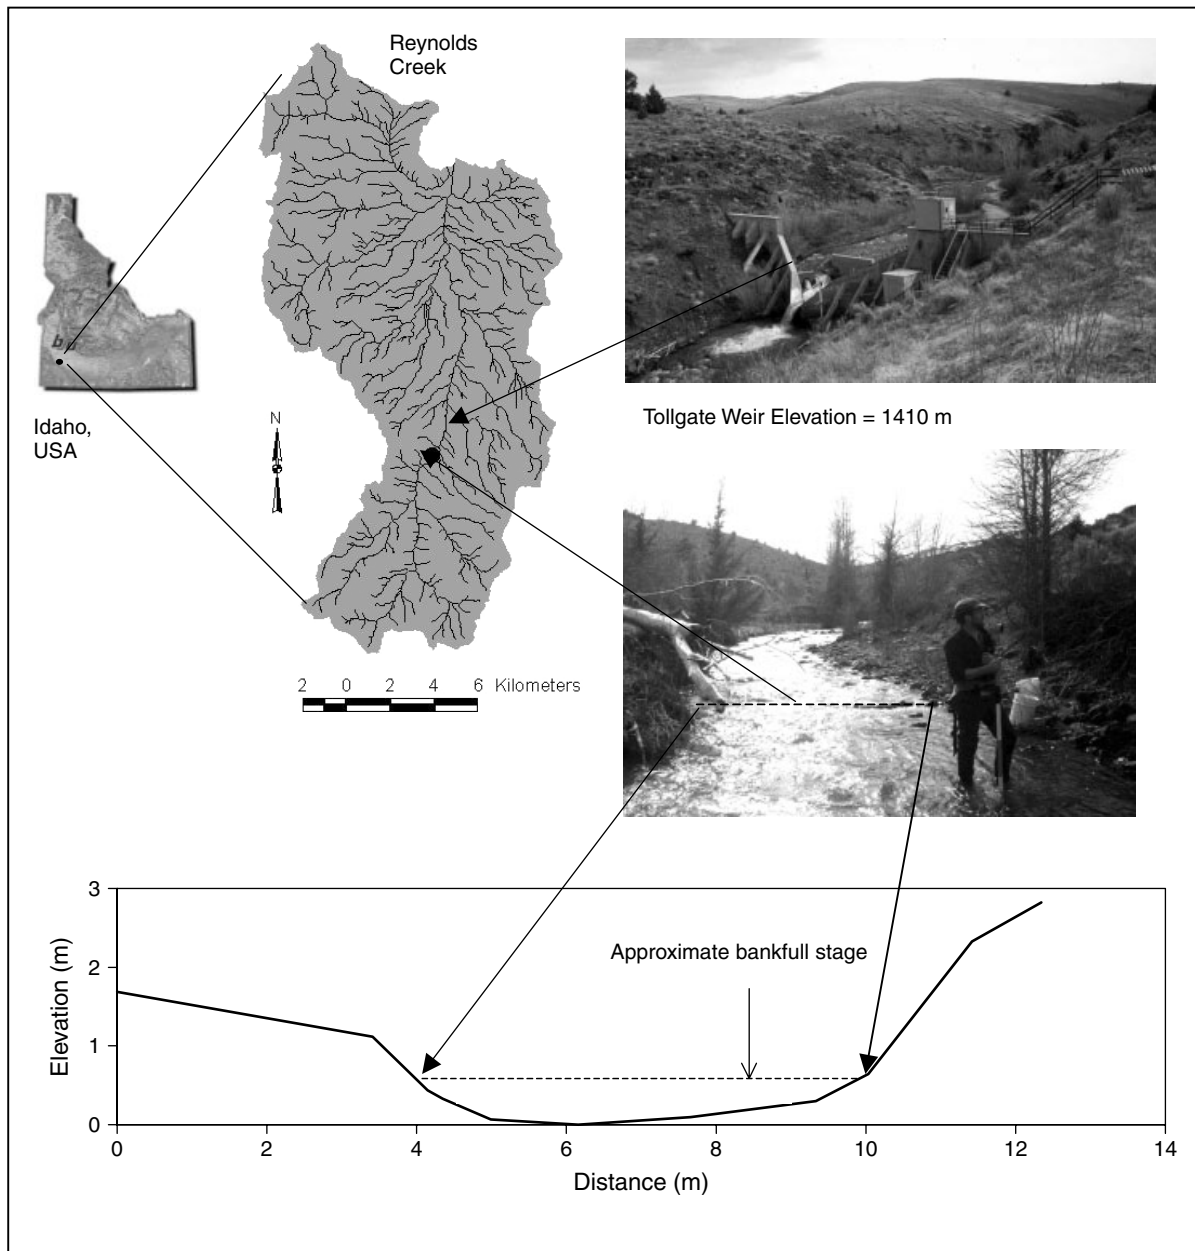 Reynolds
Creek
Idaho,
USA
N
2 0 2 4 6 Kilometers
Tollgate Weir Elevation = 1410 m
Approximate bankfull stage
Elevation (m)
3
2
1
0
0 2 4 6 8 10 12 14
Distance (m)